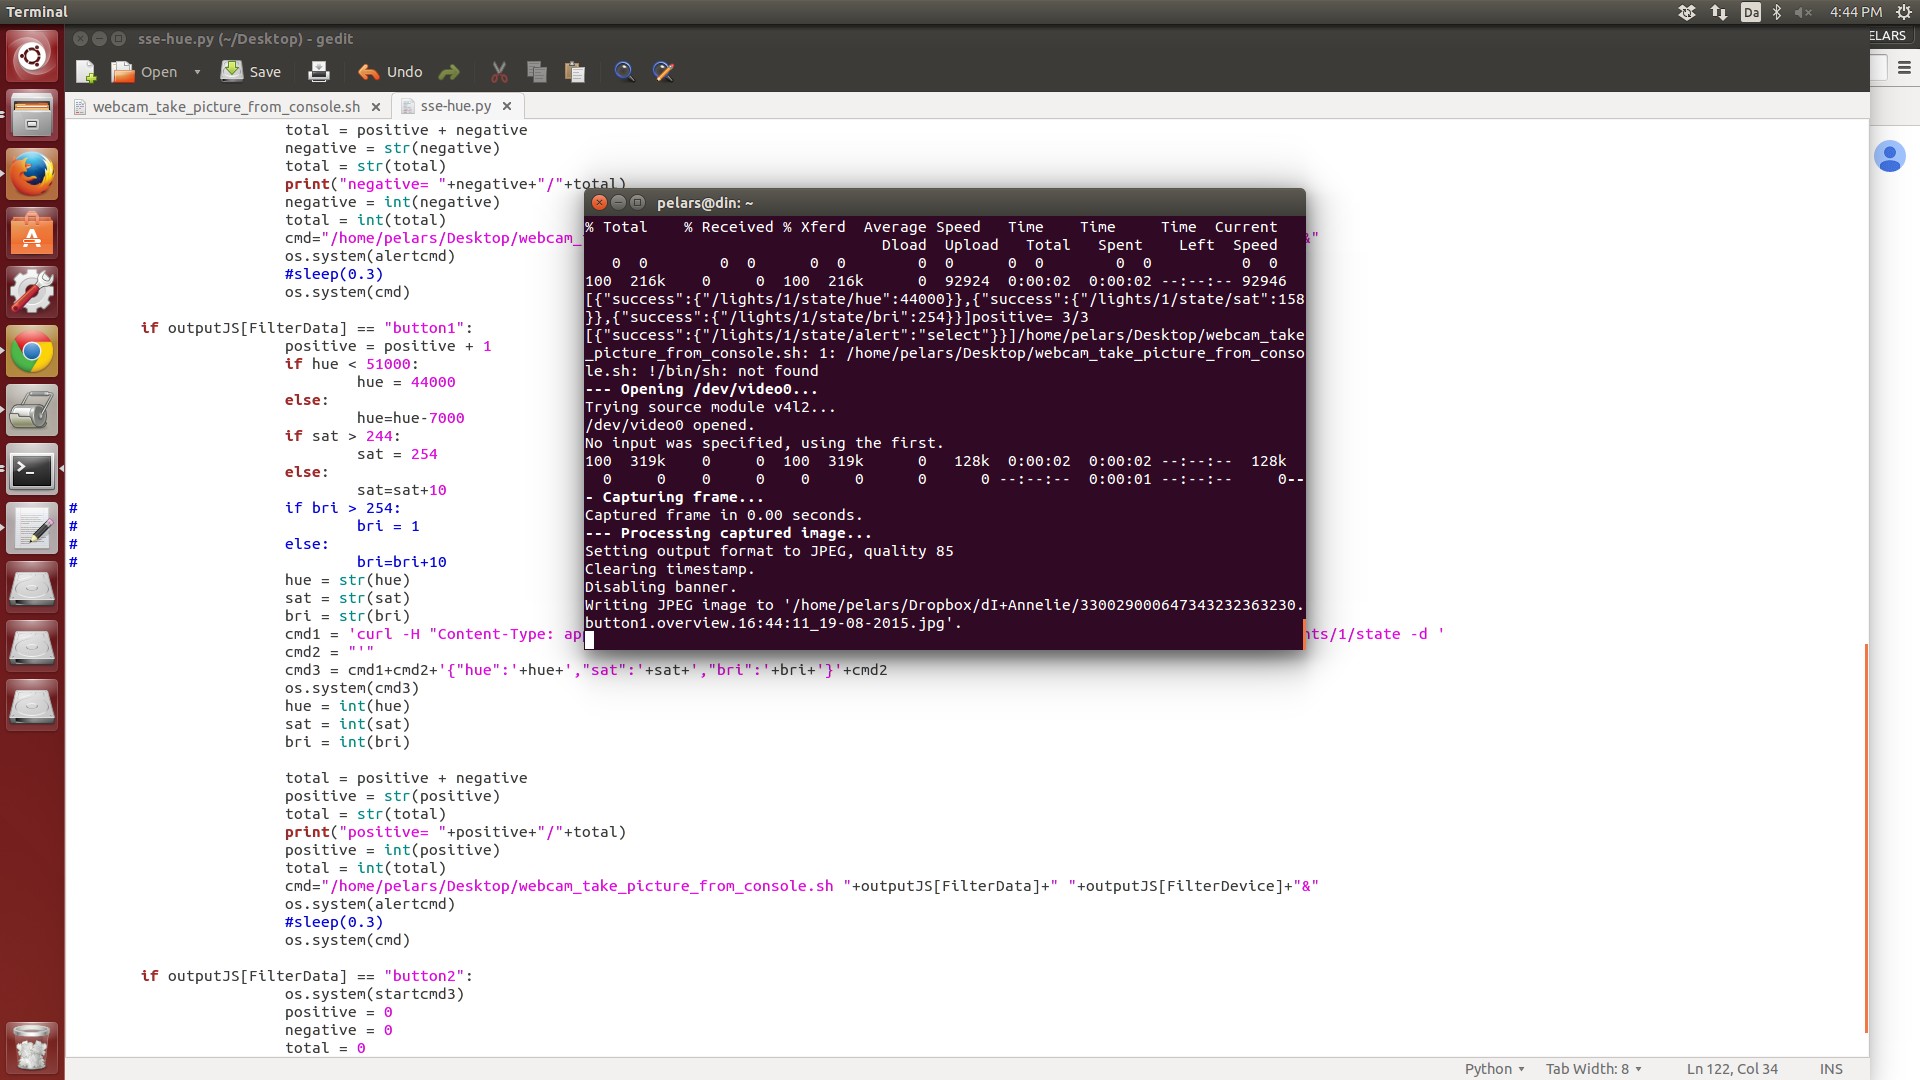 Terminal
Da
4:44 PM
ELARS
sse-hue.py (~/Desktop) - gedit
Open Save Undo
webcam_take_picture_from_console.sh
sse-hue.py
total = positive + negative
negative = str(negative)
total = str(total)
print("negative= "+negative+"/"+total)
negative = int(negative)
total = int(total)
cmd="/home/pelars/Desktop/webcam_ &"
os.system(alertcmd)
#sleep(0.3)
os.system(cmd)
if outputJS[FilterData] == "button1":
positive = positive + 1
if hue < 51000:
hue = 44000
else:
hue=hue-7000
if sat > 244:
sat = 254
else:
sat=sat+10
# if bri > 254:
# bri = 1
# else:
# bri=bri+10
hue = str(hue)
sat = str(sat)
bri = str(bri)
cmd1 = 'curl -H "Content-Type: ap hts/1/state -d '
cmd2 = "'"
cmd3 = cmd1+cmd2+'{"hue":'+hue+',"sat":'+sat+',"bri":'+bri+'}'+cmd2
os.system(cmd3)
hue = int(hue)
sat = int(sat)
bri = int(bri)
total = positive + negative
positive = str(positive)
total = str(total)
print("positive= "+positive+"/"+total)
positive = int(positive)
total = int(total)
cmd="/home/pelars/Desktop/webcam_take_picture_from_console.sh "+outputJS[FilterData]+" "+outputJS[FilterDevice]+"&"
os.system(alertcmd)
#sleep(0.3)
os.system(cmd)
if outputJS[FilterData] == "button2":
os.system(startcmd3)
positive = 0
negative = 0
total = 0
pelars@din: ~
% Total % Received % Xferd Average Speed Time Time Time Current
Dload Upload Total Spent Left Speed
0 0 0 0 0 0 0 0 0 0 0 0 0 0
100 216k 0 0 100 216k 0 92924 0:00:02 0:00:02 --:--:-- 92946
[{"success":{"/lights/1/state/hue":44000}},{"success":{"/lights/1/state/sat":158
}},{"success":{"/lights/1/state/bri":254}}]positive= 3/3
[{"success":{"/lights/1/state/alert":"select"}}]/home/pelars/Desktop/webcam_take
_picture_from_console.sh: 1: /home/pelars/Desktop/webcam_take_picture_from_conso
le.sh: !/bin/sh: not found
--- Opening /dev/video0...
Trying source module v4l2...
/dev/video0 opened.
No input was specified, using the first.
100 319k 0 0 100 319k 0 128k 0:00:02 0:00:02 --:--:-- 128k
0 0 0 0 0 0 0 0 --:--:-- 0:00:01 --:--:-- 0--
- Capturing frame...
Captured frame in 0.00 seconds.
--- Processing captured image...
Setting output format to JPEG, quality 85
Clearing timestamp.
Disabling banner.
Writing JPEG image to '/home/pelars/Dropbox/dI+Annelie/330029000647343232363230.
button1.overview.16:44:11_19-08-2015.jpg'.
Python Tab Width: 8 Ln 122, Col 34 INS